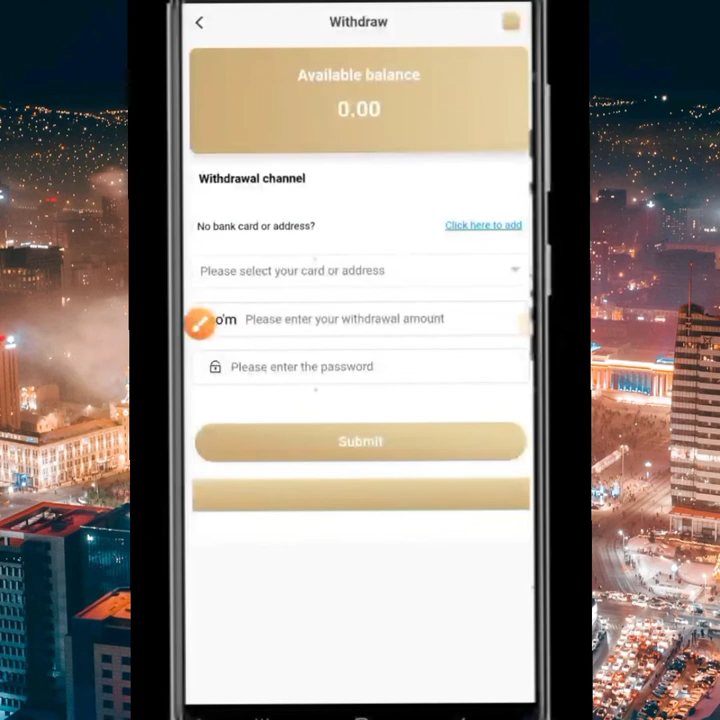 Withdraw
Available balance
0.00
Withdrawal channel
No bank card or address?
Click here to add
Please select your card or address
o'm Please enter your withdrawal amount
Please enter the password
Submit